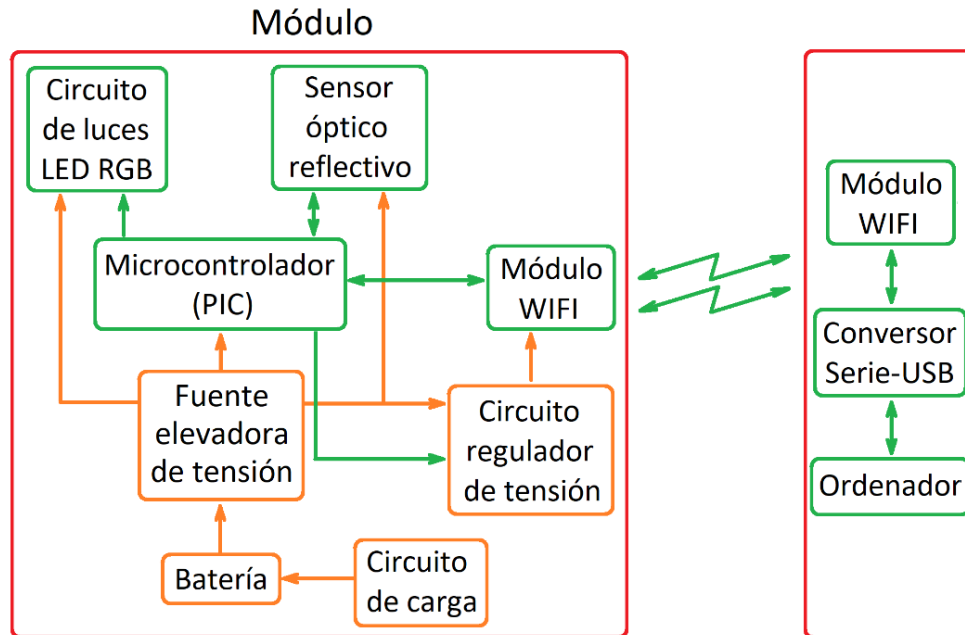 Módulo
Circuito
de luces
LED RGB
Sensor
óptico
reflectivo
Microcontrolador
(PIC)
Módulo
WIFI
Fuente
elevadora
de tensión
Circuito
regulador
de tensión
Batería
Circuito
de carga
Módulo
WIFI
Conversor
Serie-USB
Ordenador